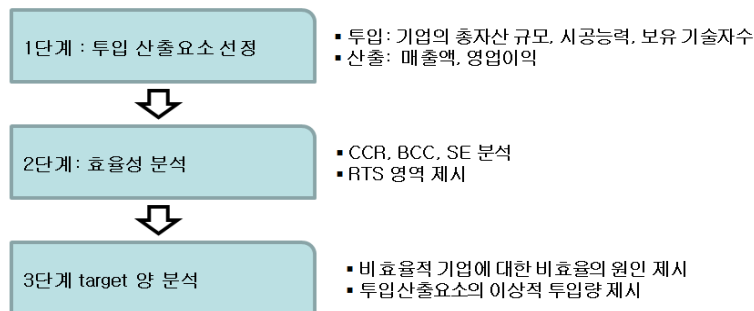 1단계 : 투입 산출요소 선정
▪ 투입: 기업의 총자산 규모, 시공능력, 보유 기술자수
▪ 산출: 매출액, 영업이익
2단계: 효율성 분석
▪ CCR, BCC, SE 분석
▪ RTS 영역 제시
3단계 target 양 분석
▪ 비효율적 기업에 대한 비효율의 원인 제시
▪ 투입산출요소의 이상적 투입량 제시